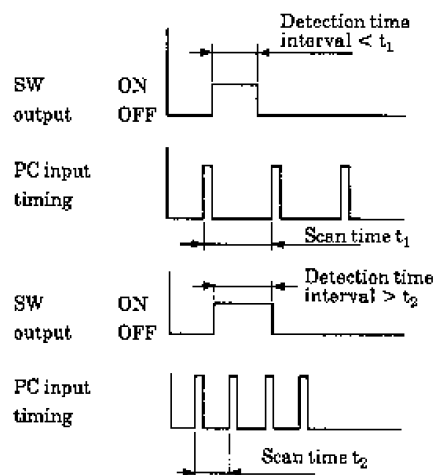 Detection time
interval < t₁
SW ON
output OFF
PC input
timing
Scan time t₁
Detection time
interval > t₂
SW ON
output OFF
PC input
timing
Scan time t₂